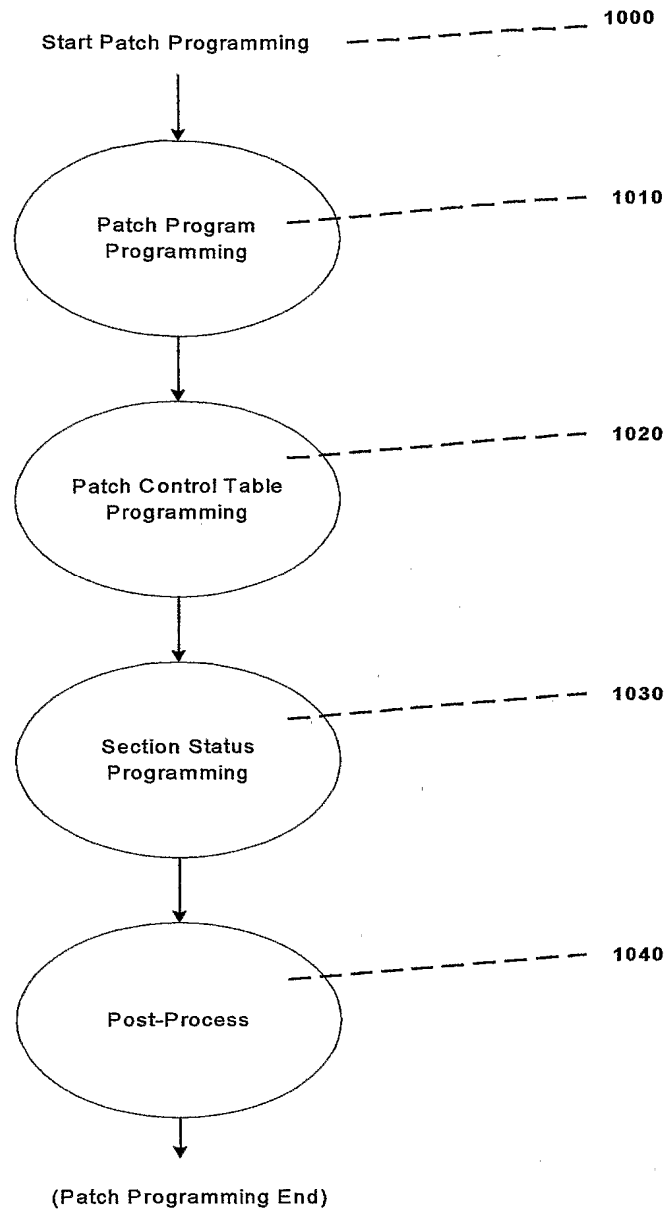 1000
Start Patch Programming
1010
Patch Program
Programming
1020
Patch Control Table
Programming
1030
Section Status
Programming
1040
Post-Process
(Patch Programming End)